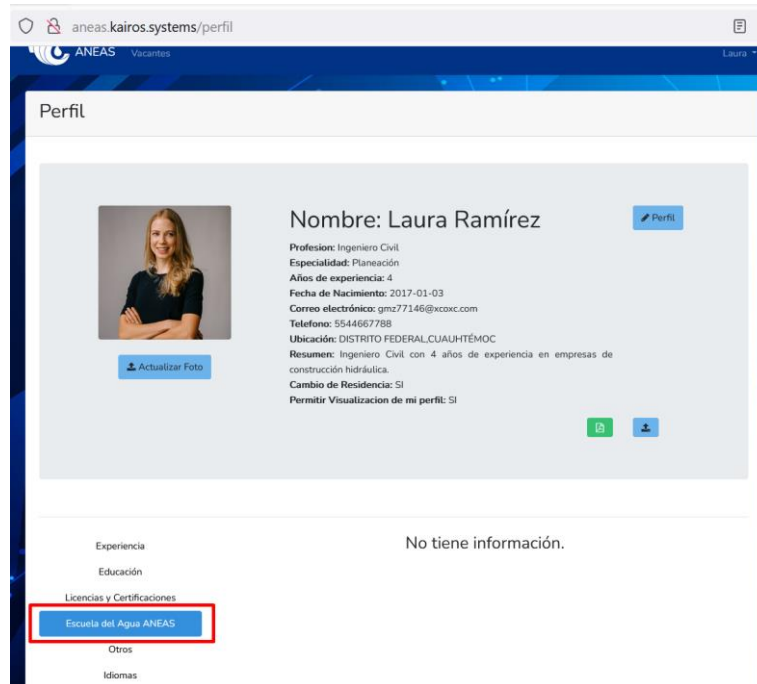 aneas.kairos.systems/perfil
ANEAS Vacantes Laura
Perfil
Nombre: Laura Ramírez
Perfil
Profesion: Ingeniero Civil
Especialidad: Planeación
Años de experiencia: 4
Fecha de Nacimiento: 2017-01-03
Correo electrónico: gmz77146@xcoxc.com
Telefono: 5544667788
Ubicación: DISTRITO FEDERAL,CUAUHTÉMOC
Resumen: Ingeniero Civil con 4 años de experiencia en empresas de
construcción hidráulica.
Cambio de Residencia: SI
Permitir Visualizacion de mi perfil: SI
Actualizar Foto
Experiencia
Educación
Licencias y Certificaciones
Escuela del Agua ANEAS
Otros
Idiomas
No tiene información.